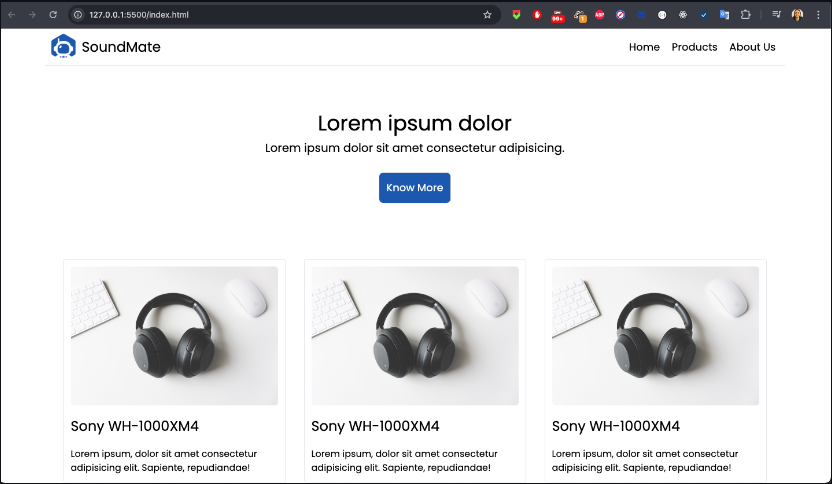 127.0.0.1:5500/index.html
99+
1
ABP
SoundMate
Home Products About Us
Lorem ipsum dolor
Lorem ipsum dolor sit amet consectetur adipisicing.
Know More
Sony WH-1000XM4
Lorem ipsum, dolor sit amet consectetur
adipisicing elit. Sapiente, repudiandae!
Sony WH-1000XM4
Lorem ipsum, dolor sit amet consectetur
adipisicing elit. Sapiente, repudiandae!
Sony WH-1000XM4
Lorem ipsum, dolor sit amet consectetur
adipisicing elit. Sapiente, repudiandae!